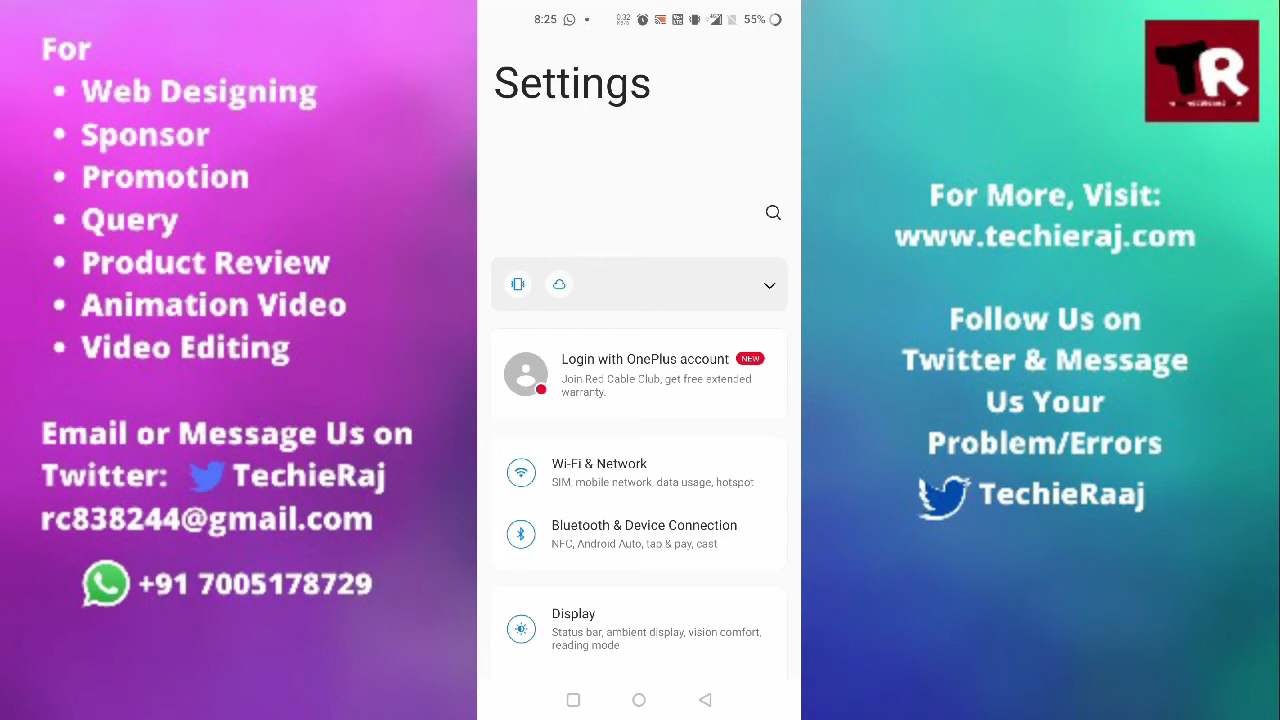 For
• Web Designing
• Sponsor
• Promotion
• Query
• Product Review
• Animation Video
• Video Editing
Email or Message Us on
Twitter: TechieRaj
rc838244@gmail.com
+91 7005178729
8:25
55%
Settings
Login with OnePlus account NEW
Join Red Cable Club, get free extended
warranty.
Wi-Fi & Network
SIM, mobile network, data usage, hotspot
Bluetooth & Device Connection
NFC, Android Auto, tap & pay, cast
Display
Status bar, ambient display, vision comfort,
reading mode
TR
For More, Visit:
www.techieraj.com
Follow Us on
Twitter & Message
Us Your
Problem/Errors
TechieRaaj